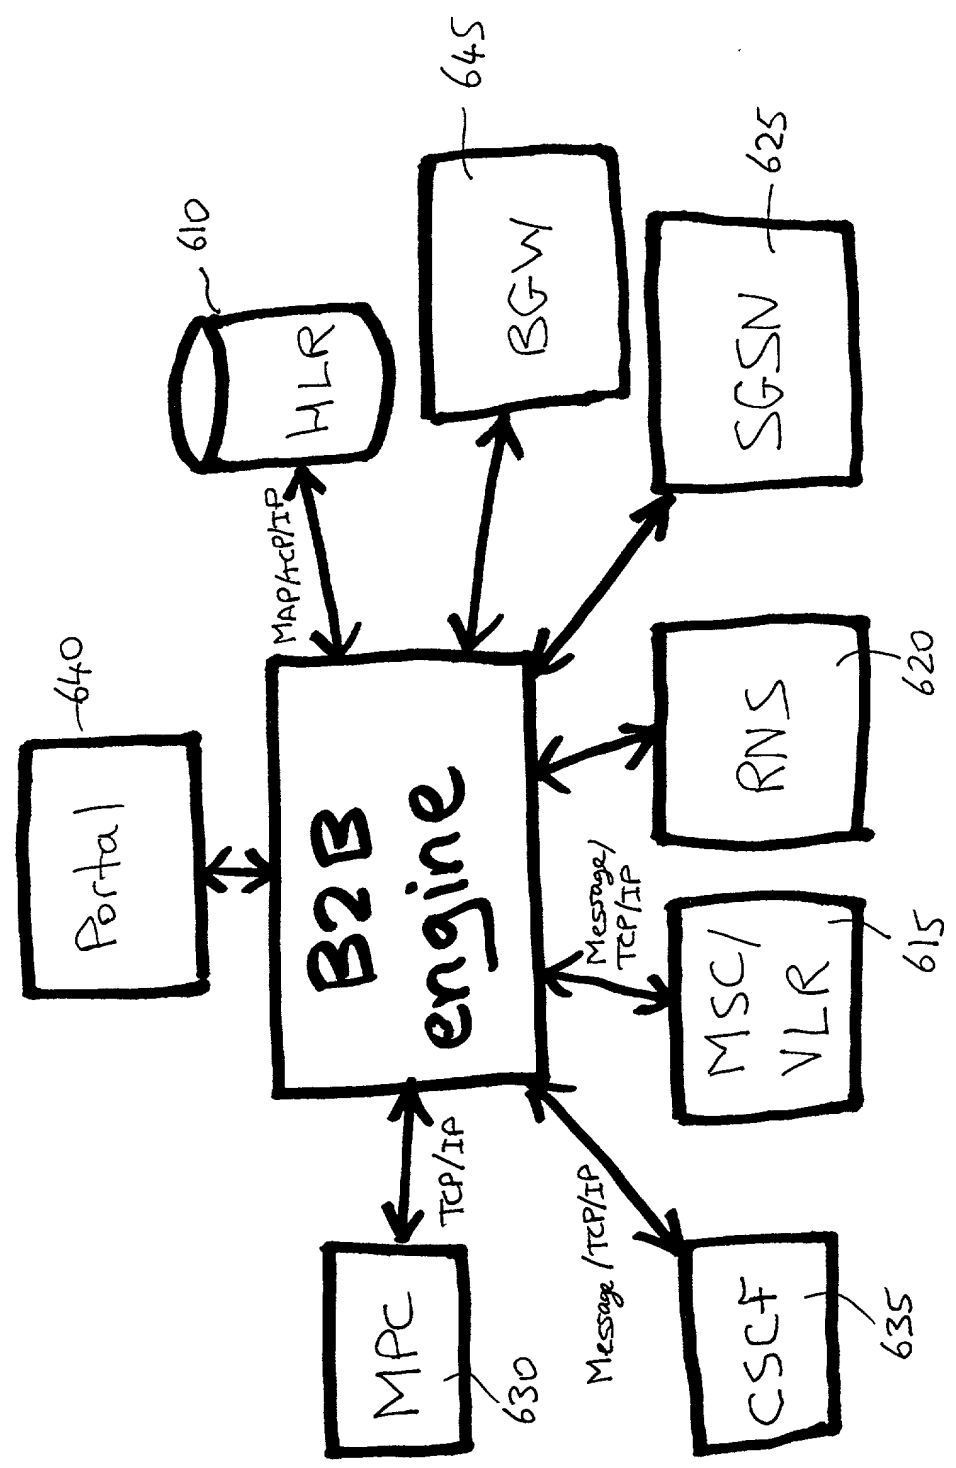 Portal
640
MAP/TCP/IP
HLR
610
BGW
645
TCP/IP
B2B
engine
MPC
630
Message/TCP/IP
CSCF
635
Message/
TCP/IP
MSC/
VLR
615
RNS
620
SGSN
625